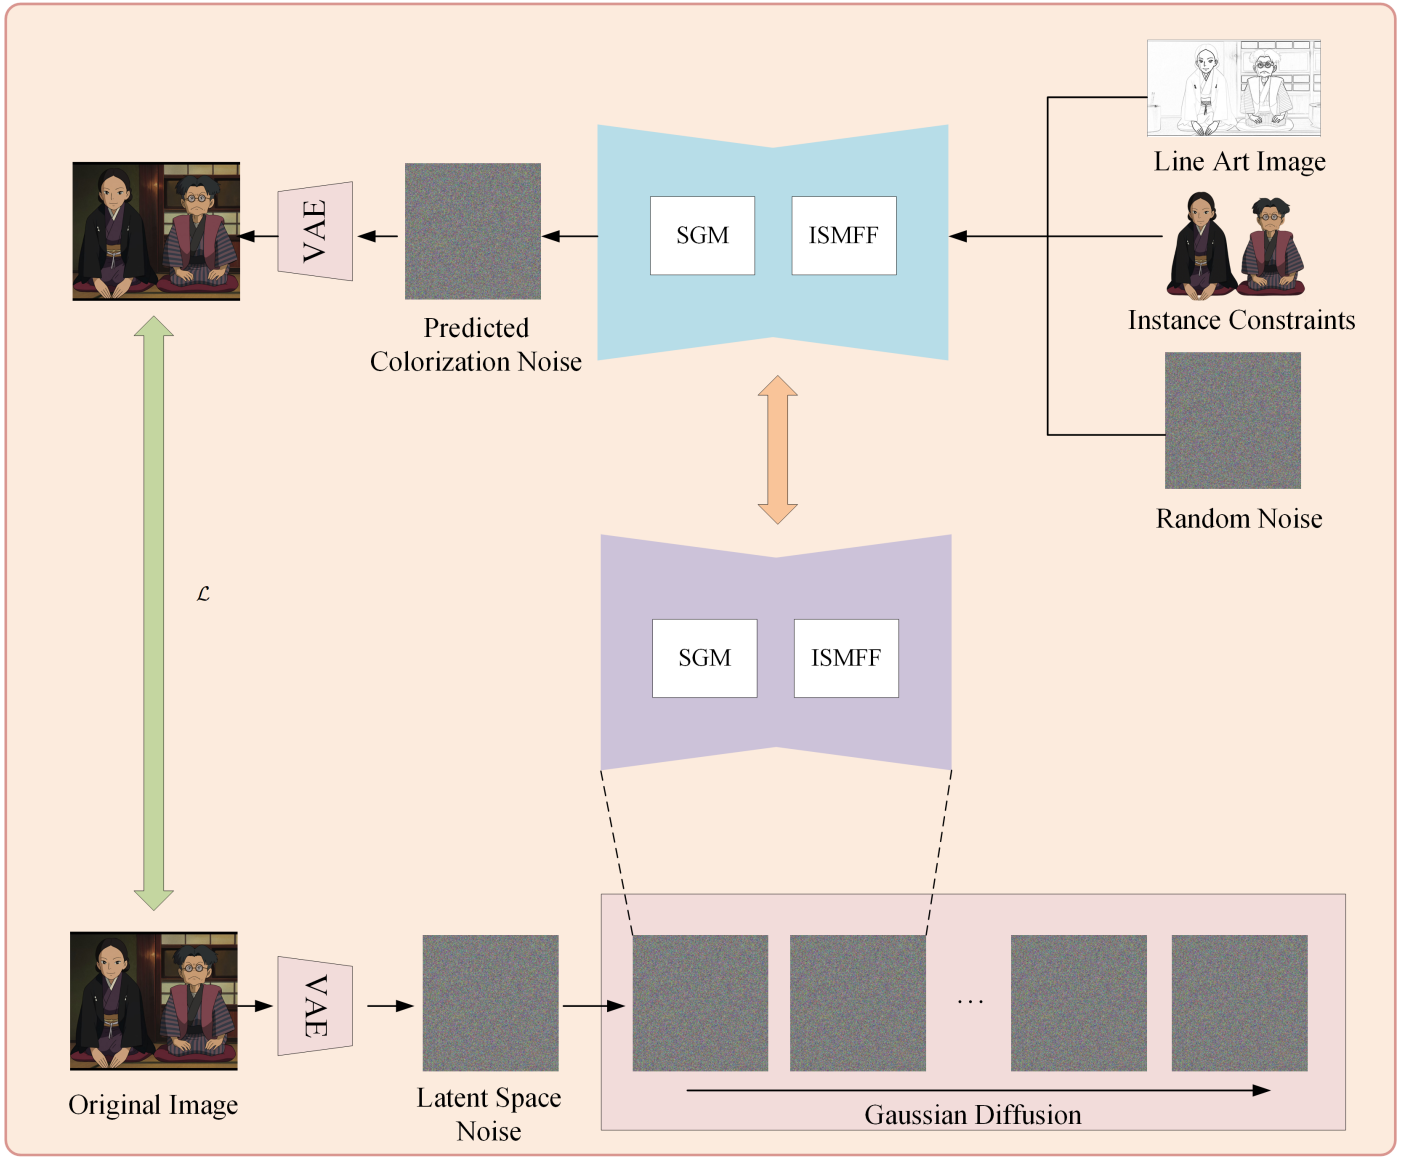 Line Art Image
VAE
SGM
ISMFF
Instance Constraints
Predicted
Colorization Noise
Random Noise
ℒ
SGM
ISMFF
VAE
...
Original Image
Latent Space
Noise
Gaussian Diffusion